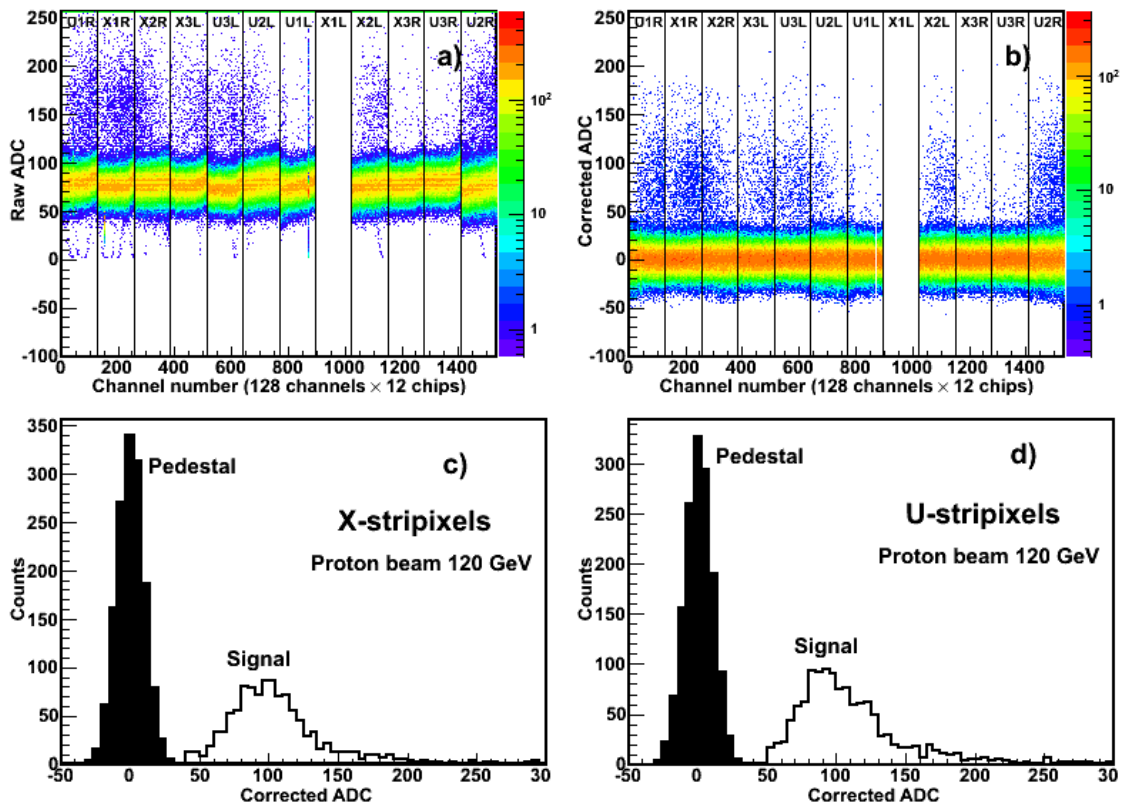 U1R X1R X2R X3L U3L U2L U1L X1L X2L X3R U3R U2R
a)
250
200
150
100
50
0
-50
-100
Raw ADC
0 200 400 600 800 1000 1200 1400
Channel number (128 channels × 12 chips)
10²
10
1
U1R X1R X2R X3L U3L U2L U1L X1L X2L X3R U3R U2R
b)
250
200
150
100
50
0
-50
-100
Corrected ADC
0 200 400 600 800 1000 1200 1400
Channel number (128 channels × 12 chips)
10²
10
1
350
300
250
200
150
100
50
0
Counts
Pedestal
c)
X-stripixels
Proton beam 120 GeV
Signal
-50 0 50 100 150 200 250 30
Corrected ADC
300
250
200
150
100
50
0
Counts
Pedestal
d)
U-stripixels
Proton beam 120 GeV
Signal
-50 0 50 100 150 200 250 30
Corrected ADC